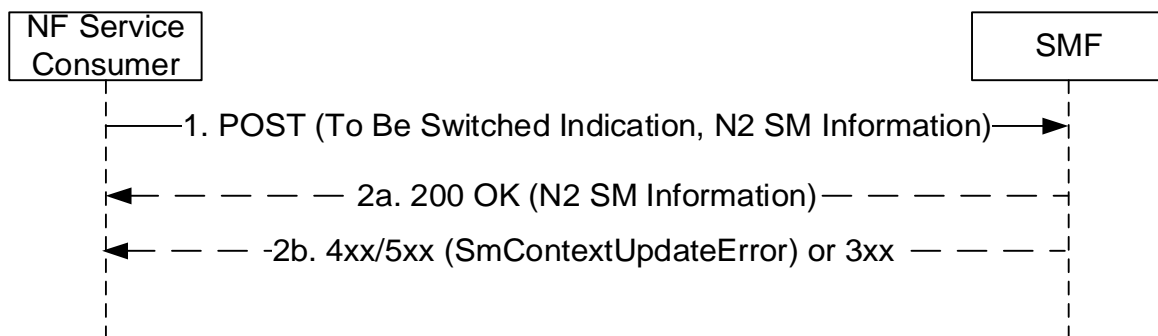 NF Service
Consumer
SMF
1. POST (To Be Switched Indication, N2 SM Information)
2a. 200 OK (N2 SM Information)
2b. 4xx/5xx (SmContextUpdateError) or 3xx